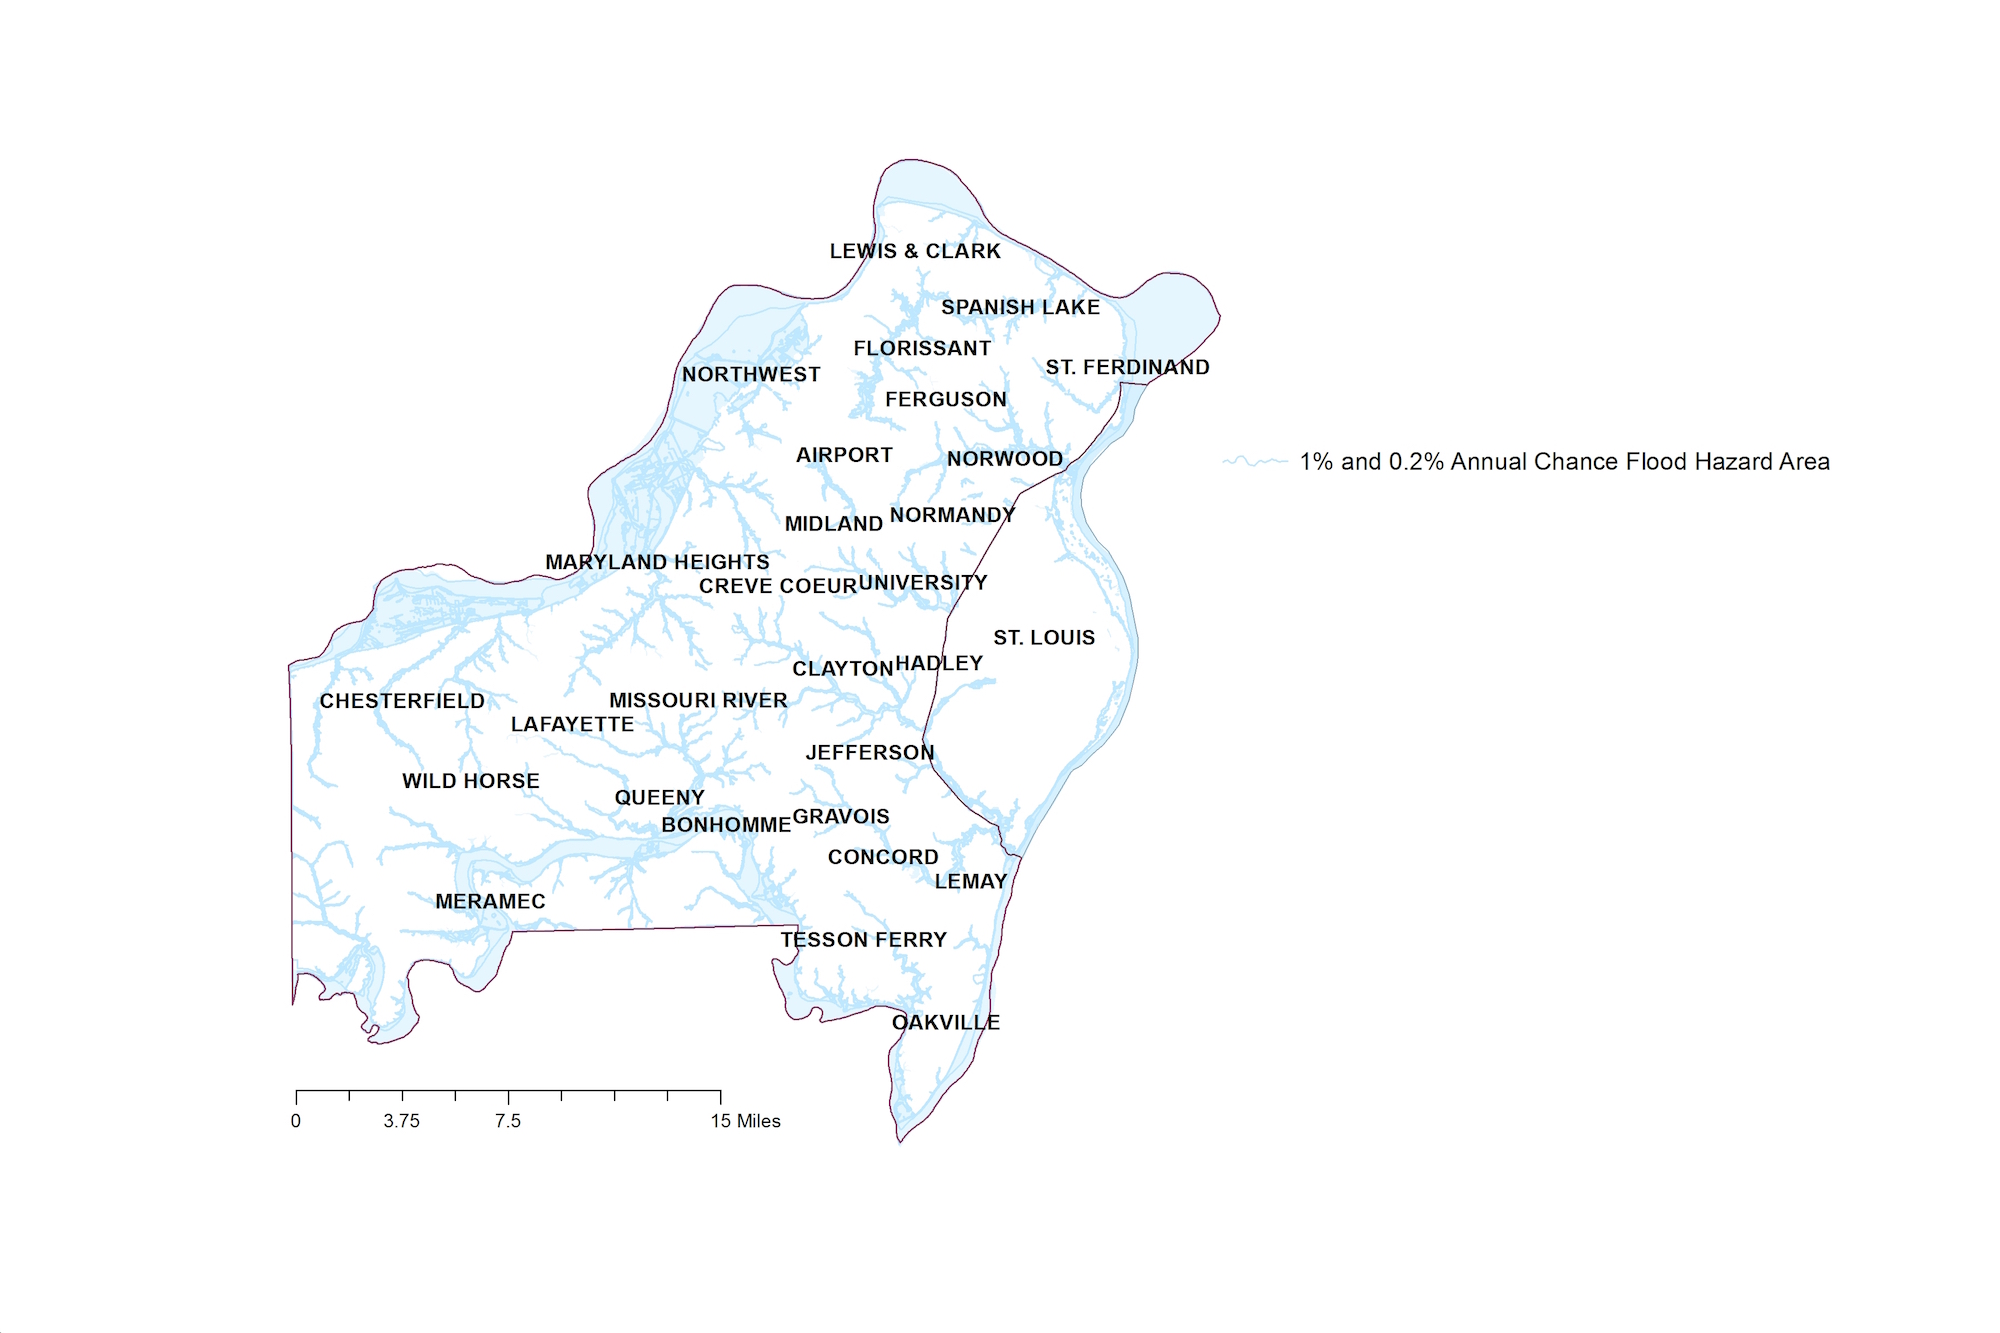 LEWIS & CLARK
SPANISH LAKE
FLORISSANT
ST. FERDINAND
NORTHWEST
FERGUSON
AIRPORT
NORWOOD
1% and 0.2% Annual Chance Flood Hazard Area
MIDLAND
NORMANDY
MARYLAND HEIGHTS
CREVE COEUR
UNIVERSITY
ST. LOUIS
CLAYTON
HADLEY
CHESTERFIELD
MISSOURI RIVER
LAFAYETTE
JEFFERSON
WILD HORSE
QUEENY
BONHOMME
GRAVOIS
CONCORD
LEMAY
MERAMEC
TESSON FERRY
OAKVILLE
0 3.75 7.5 15 Miles